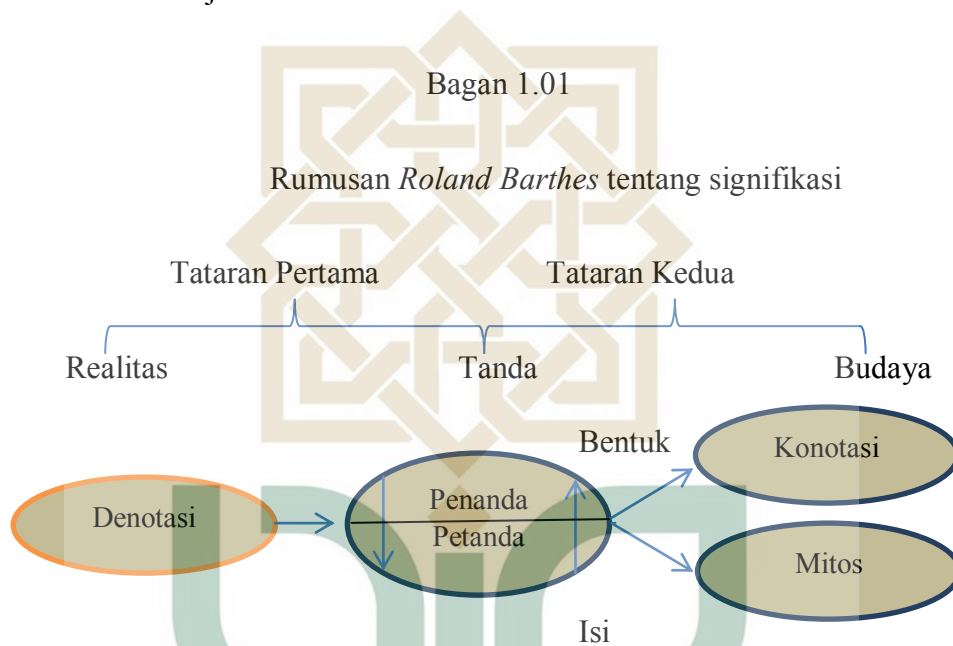 Bagan 1.01
Rumusan Roland Barthes tentang signifikasi
Tataran Pertama Tataran Kedua
Realitas Tanda Budaya
Bentuk Konotasi
Denotasi Penanda
Petanda
Mitos
Isi